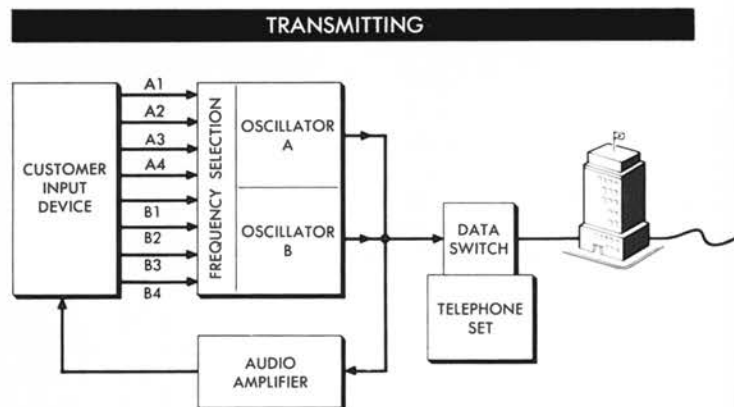 TRANSMITTING
A1
A2
A3
A4
B1
B2
B3
B4
CUSTOMER
INPUT
DEVICE
FREQUENCY SELECTION
OSCILLATOR
A
OSCILLATOR
B
DATA
SWITCH
TELEPHONE
SET
AUDIO
AMPLIFIER